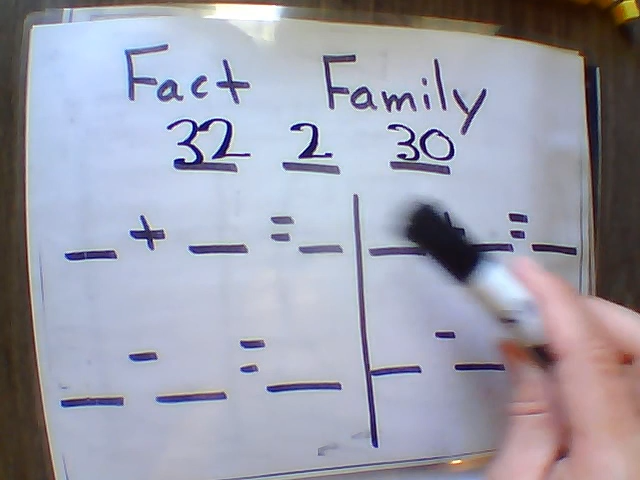 Fact Family
32 2 30
_ + _ = _ | _ + _ = _
_ - _ = _ | _ - _